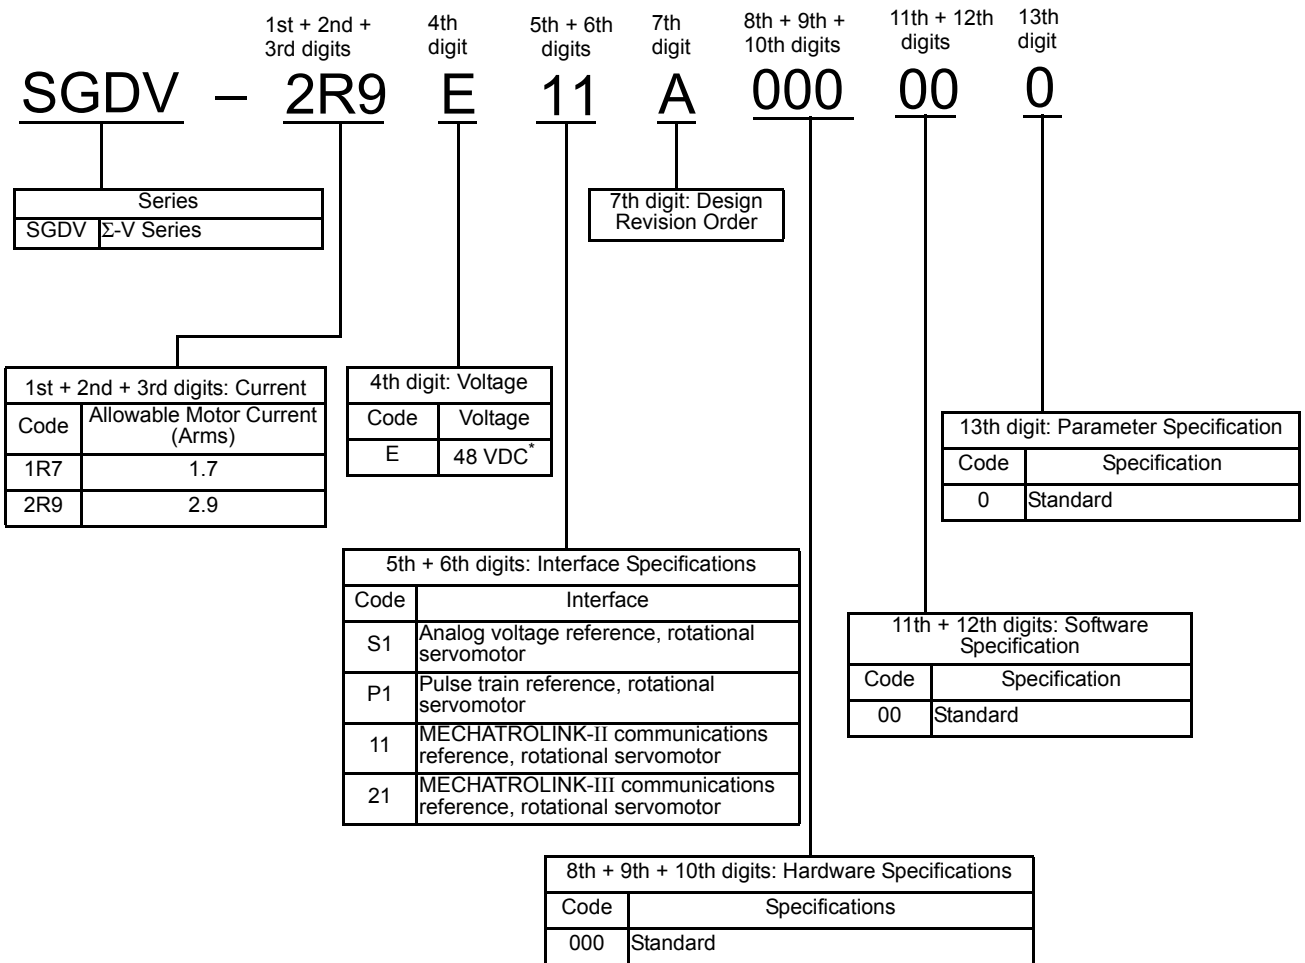 1st + 2nd +
3rd digits
4th
digit
5th + 6th
digits
7th
digit
8th + 9th +
10th digits
11th + 12th
digits
13th
digit
SGDV – 2R9 E 11 A 000 00 0
Series
SGDV Σ-V Series
7th digit: Design
Revision Order
1st + 2nd + 3rd digits: Current
Code Allowable Motor Current
(Arms)
1R7 1.7
2R9 2.9
4th digit: Voltage
Code Voltage
E 48 VDC*
13th digit: Parameter Specification
Code Specification
0 Standard
5th + 6th digits: Interface Specifications
Code Interface
S1 Analog voltage reference, rotational
servomotor
P1 Pulse train reference, rotational
servomotor
11 MECHATROLINK-II communications
reference, rotational servomotor
21 MECHATROLINK-III communications
reference, rotational servomotor
11th + 12th digits: Software
Specification
Code Specification
00 Standard
8th + 9th + 10th digits: Hardware Specifications
Code Specifications
000 Standard